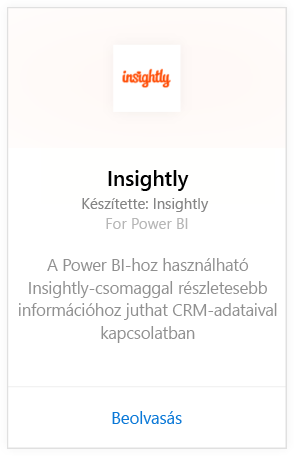 insightly
Insightly
Készítette: Insightly
For Power BI
A Power BI-hoz használható
Insightly-csomaggal részletesebb
információhoz juthat CRM-adataival
kapcsolatban
Beolvasás